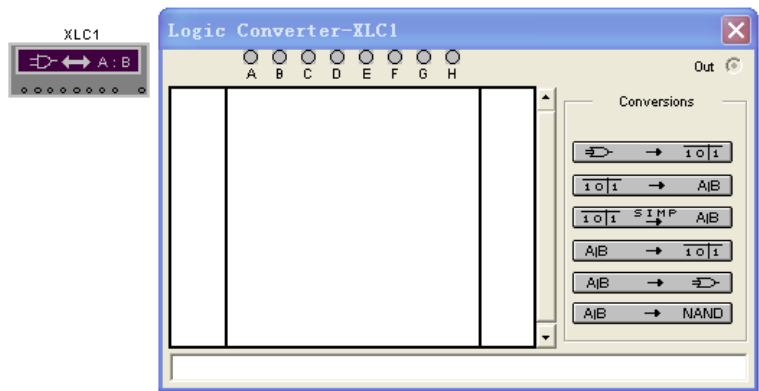 XLC1
A:B
Logic Converter-XLC1
A B C D E F G H
Out
Conversions
→ 1 0 1
1 0 1 → A|B
1 0 1 SIMP → A|B
A|B → 1 0 1
A|B →
A|B → NAND